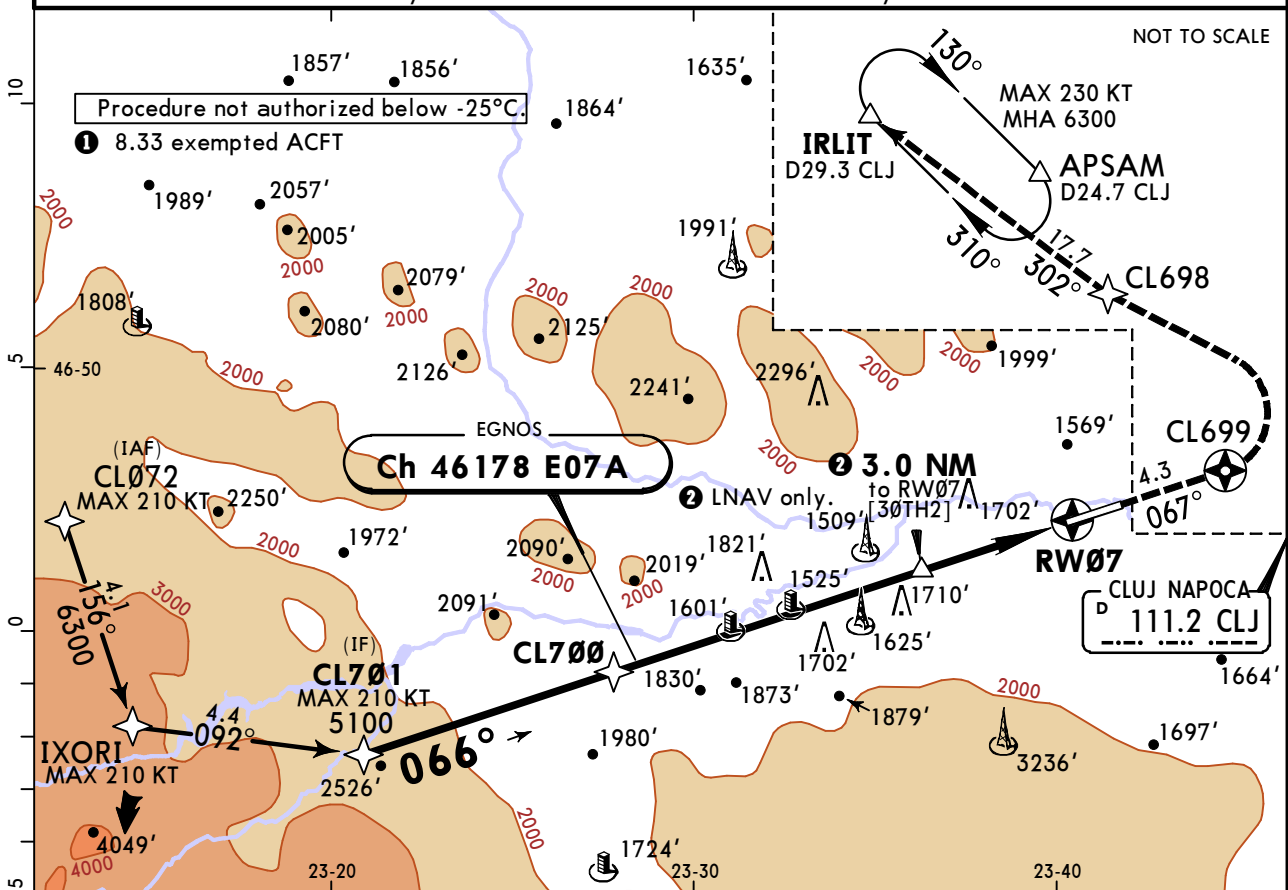 NOT TO SCALE
10
1857′
1856′
1635′
130°
MAX 230 KT
MHA 6300
Procedure not authorized below -25°C.
1864′
❶ 8.33 exempted ACFT
IRLIT
D29.3 CLJ
APSAM
D24.7 CLJ
1989′
2057′
2000
2005′
2000
1991′
310°
17.7
302°
CL698
2079′
2000
1808′
2080′
2000
2125′
2000
5
46-50
2000
2126′
2241′
2296′
2000
2000
1999′
EGNOS
Ch 46178 E07A
2000
1569′
CL699
(IAF)
CLØ72
MAX 210 KT
2250′
❷ 3.0 NM
to RWØ7
[3ØTH2]
❷ LNAV only.
1702′
4.3
067°
1509′
1972′
2000
2090′
2000
2019′
2000
1821′
RWØ7
4.1
156°
6300
3000
2091′
1601′
1525′
1710′
CLUJ NAPOCA
D 111.2 CLJ
0
(IF)
CL7Ø1
MAX 210 KT
5100
CL7ØØ
1625′
1702′
1830′
1873′
1879′
2000
1664′
4.4
092°
IXORI
MAX 210 KT
066°
1980′
1697′
2526′
3236′
4049′
4000
2000
1724′
5
23-20
23-30
23-40